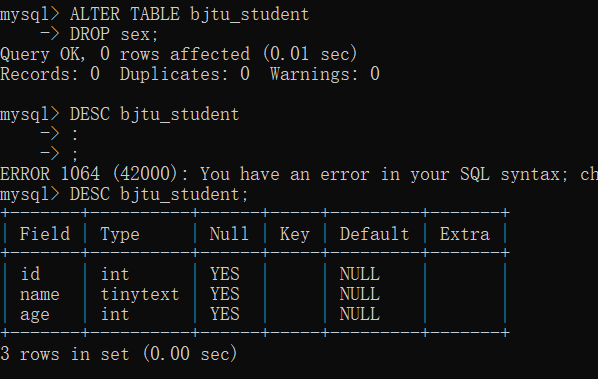 mysql> ALTER TABLE bjtu_student
    -> DROP sex;
Query OK, 0 rows affected (0.01 sec)
Records: 0  Duplicates: 0  Warnings: 0
mysql> DESC bjtu_student
    -> :
    -> ;
ERROR 1064 (42000): You have an error in your SQL syntax; ch
mysql> DESC bjtu_student;
+-------+----------+------+-----+---------+-------+
| Field | Type     | Null | Key | Default | Extra |
+-------+----------+------+-----+---------+-------+
| id    | int      | YES  |     | NULL    |       |
| name  | tinytext | YES  |     | NULL    |       |
| age   | int      | YES  |     | NULL    |       |
+-------+----------+------+-----+---------+-------+
3 rows in set (0.00 sec)